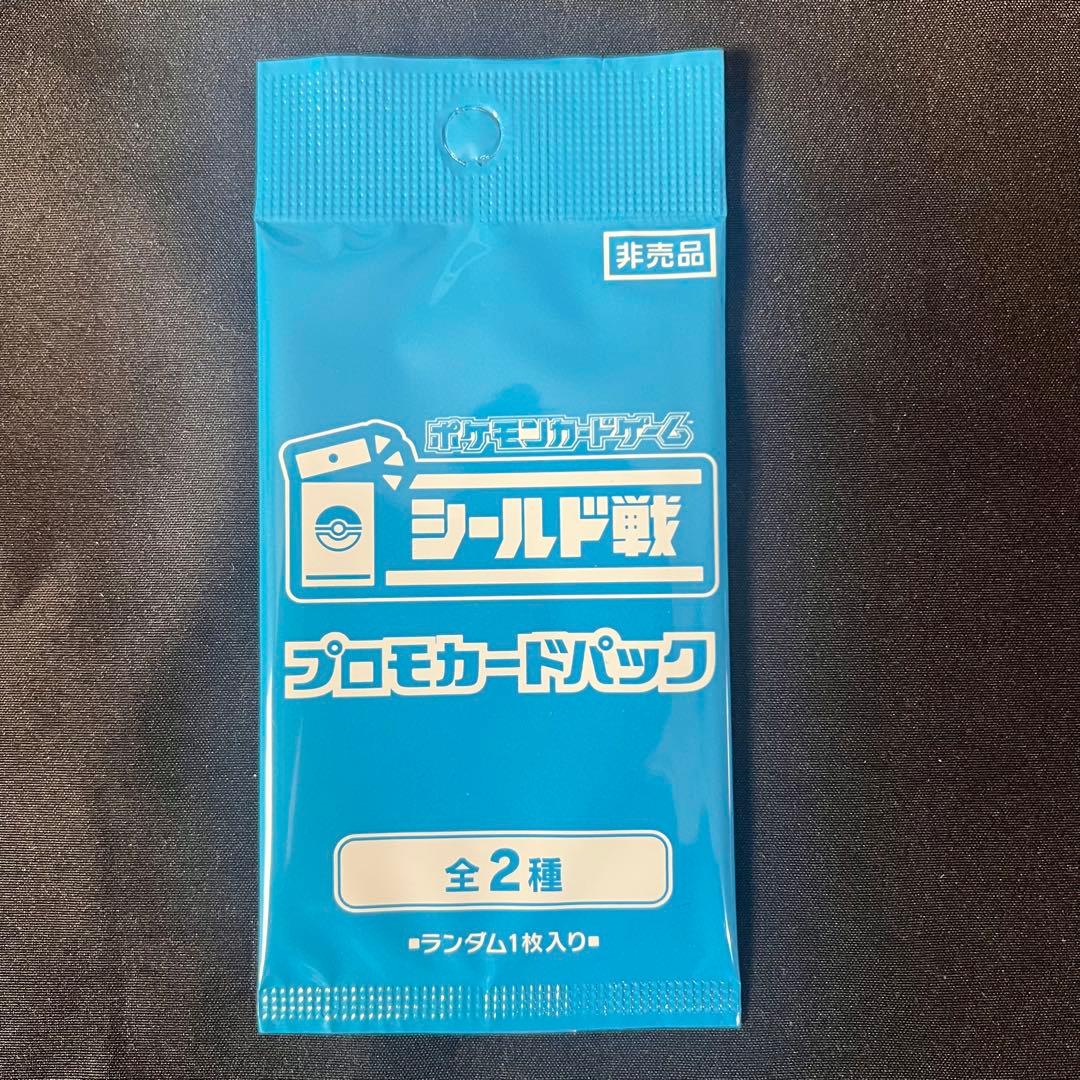 非売品
ポケモンカードゲーム
シールド戦
プロモカードパック
全2種
■ランダム1枚入り■